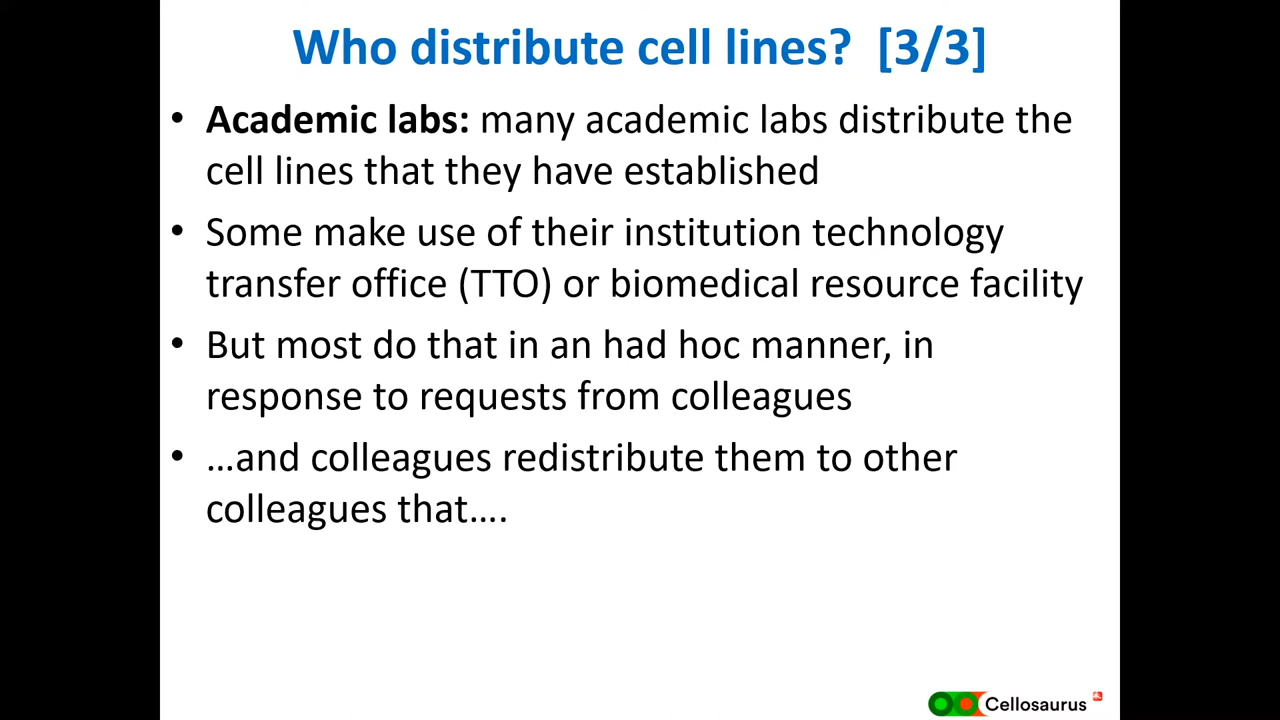 Who distribute cell lines? [3/3]
• Academic labs: many academic labs distribute the
cell lines that they have established
• Some make use of their institution technology
transfer office (TTO) or biomedical resource facility
• But most do that in an had hoc manner, in
response to requests from colleagues
• …and colleagues redistribute them to other
colleagues that….
Cellosaurus